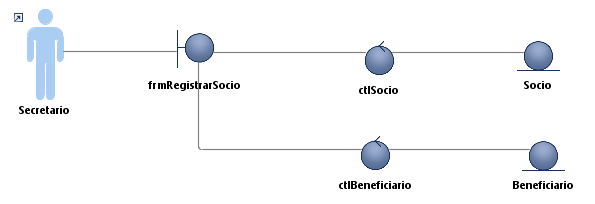 frmRegistrarSocio
ctlSocio
Socio
Secretario
ctlBeneficiario
Beneficiario